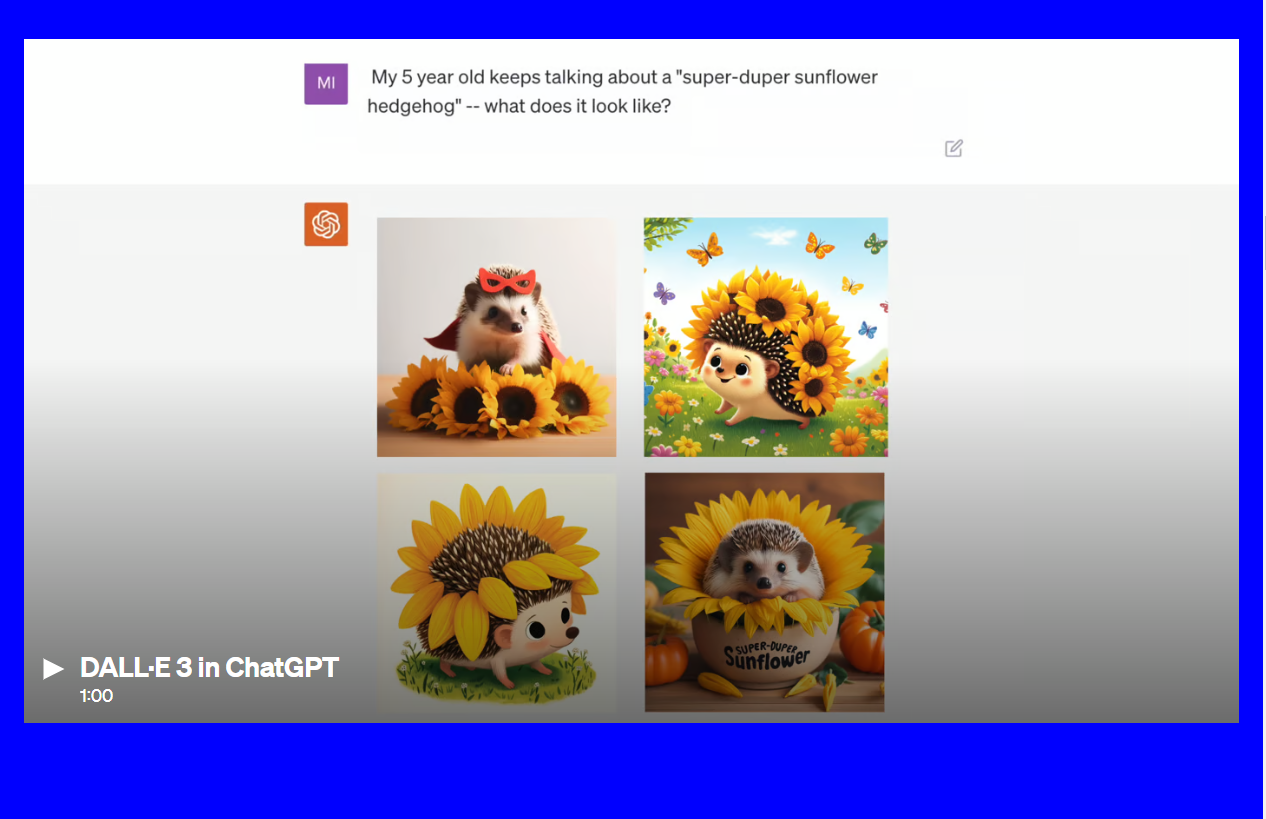 MI
My 5 year old keeps talking about a "super-duper sunflower
hedgehog" -- what does it look like?
SUPER-DUPER
Sunflower
DALL·E 3 in ChatGPT
1:00